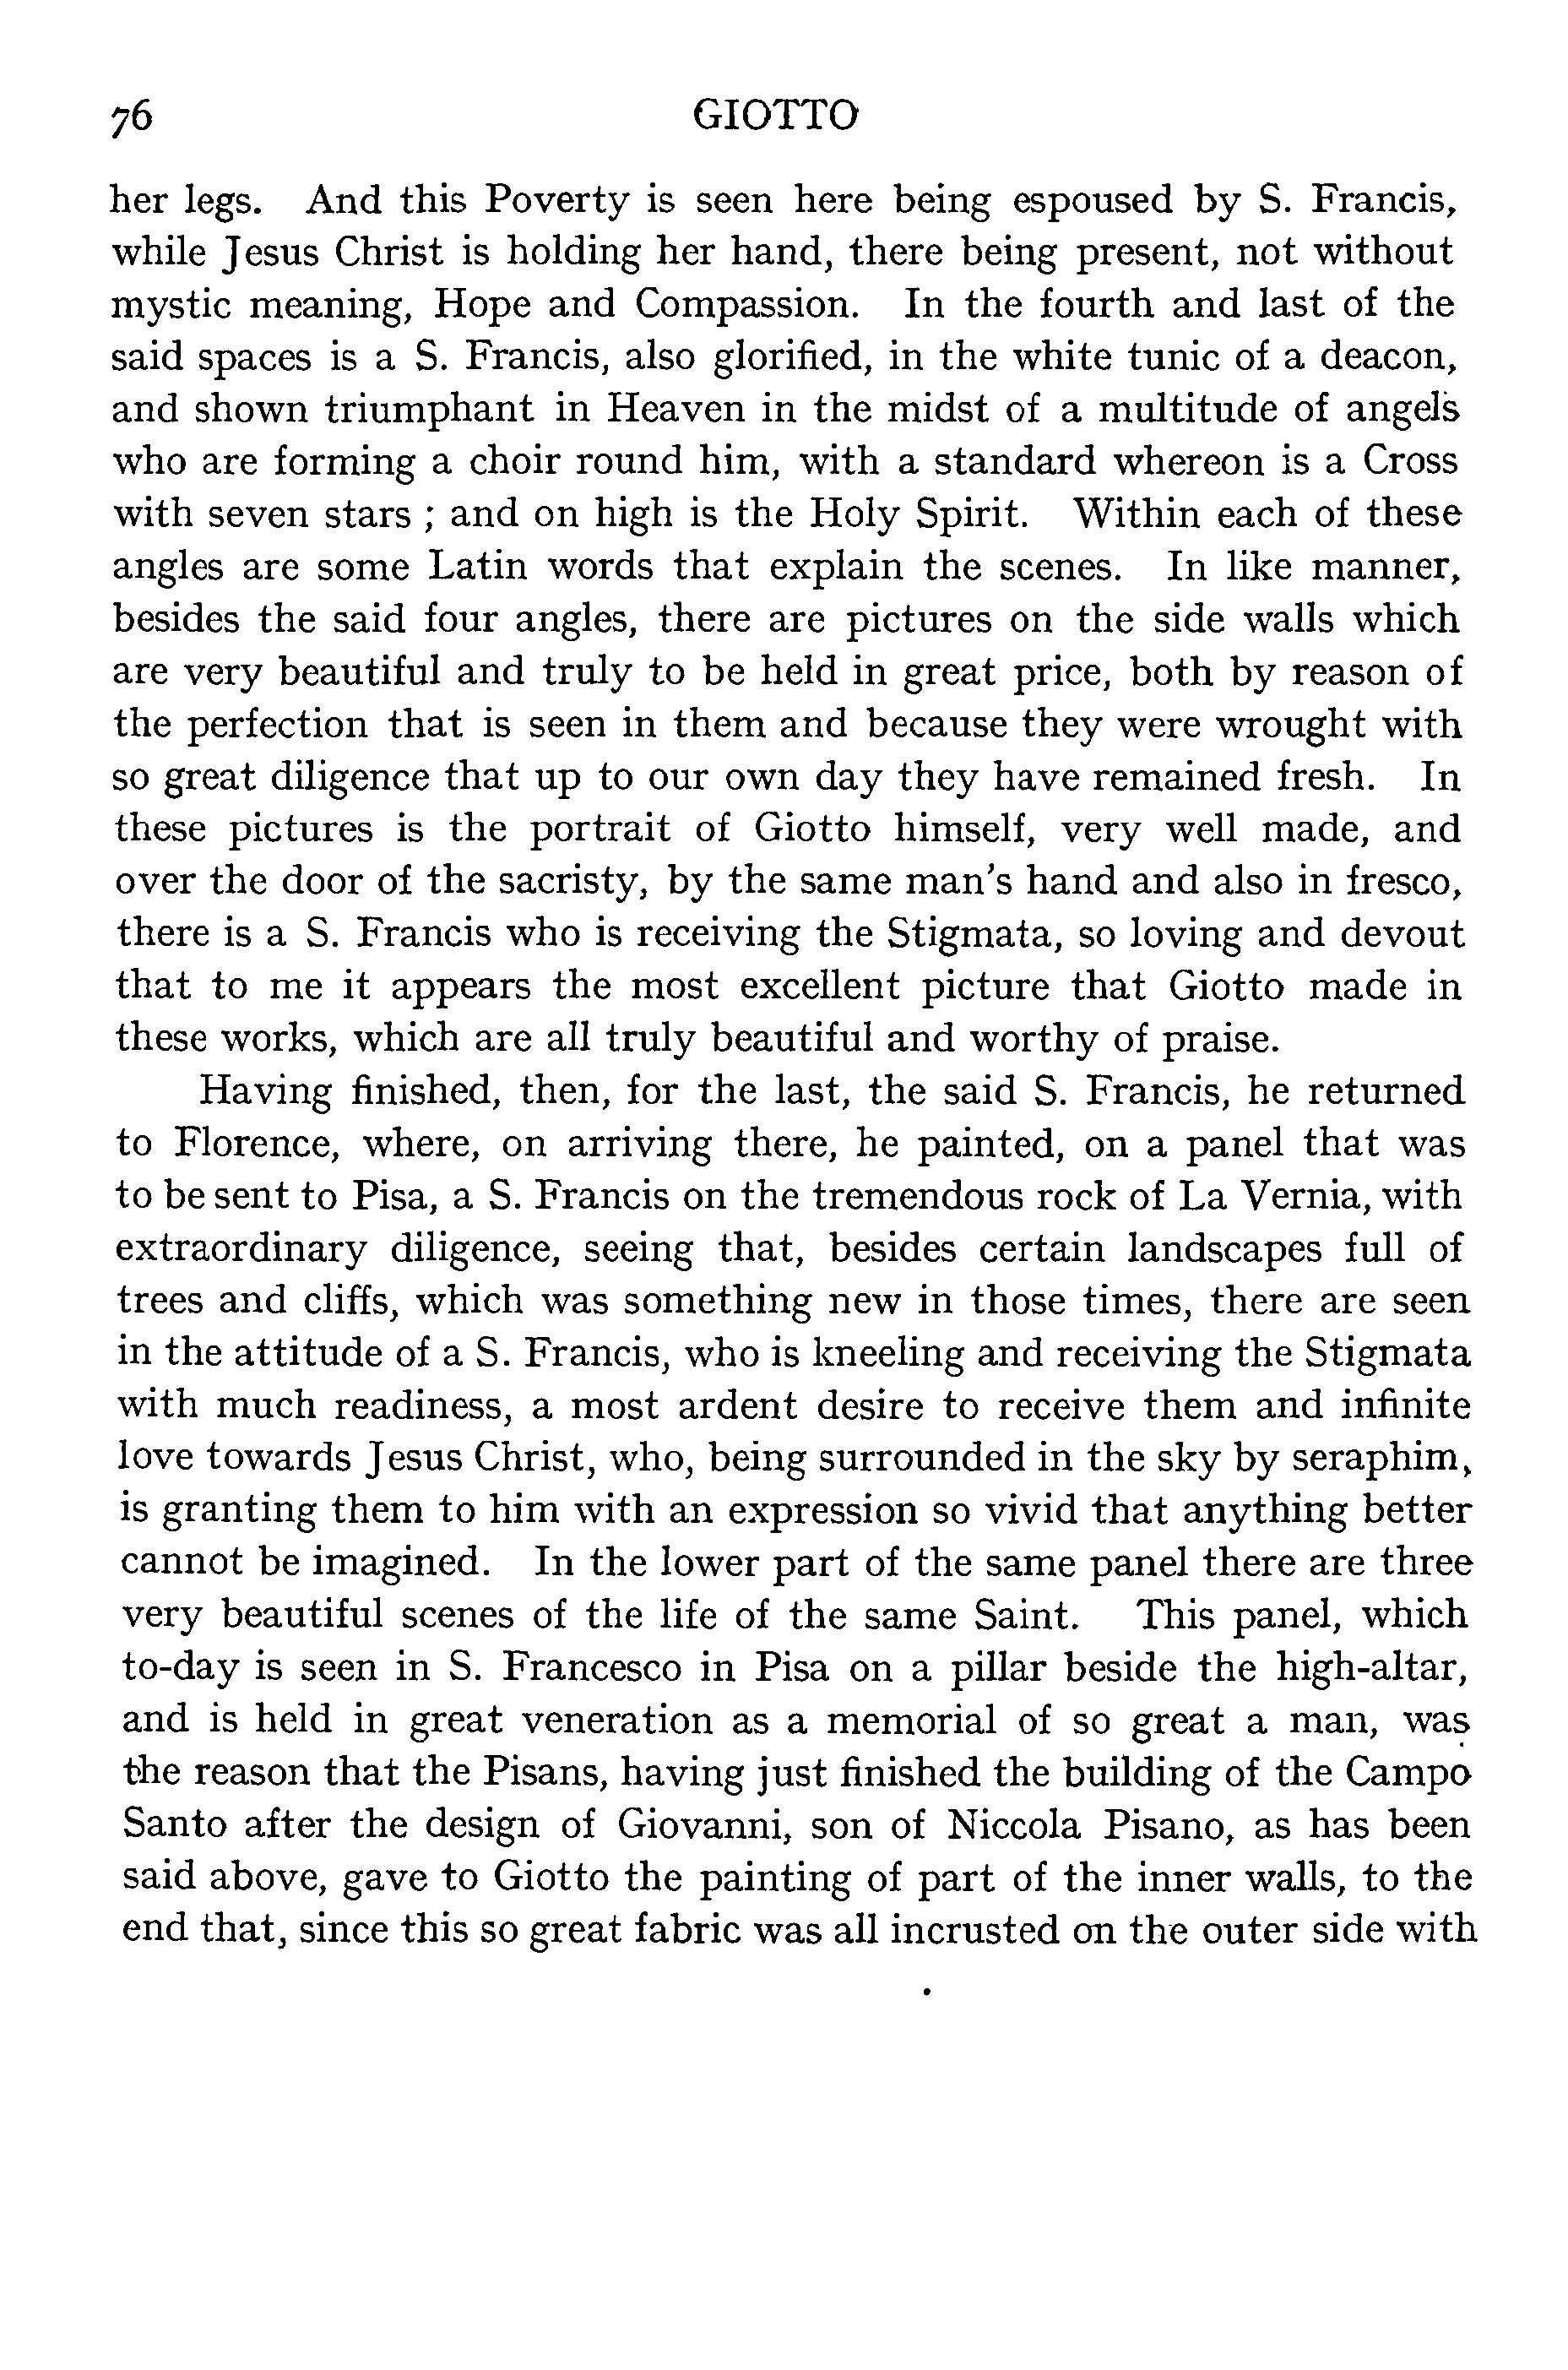 76 GIOTTO
her legs. And this Poverty is seen here being espoused by S. Francis,
while Jesus Christ is holding her hand, there being present, not without
mystic meaning, Hope and Compassion. In the fourth and last of the
said spaces is a S. Francis, also glorified, in the white tunic of a deacon,
and shown triumphant in Heaven in the midst of a multitude of angels
who are forming a choir round him, with a standard whereon is a Cross
with seven stars ; and on high is the Holy Spirit. Within each of these
angles are some Latin words that explain the scenes. In like manner,
besides the said four angles, there are pictures on the side walls which
are very beautiful and truly to be held in great price, both by reason of
the perfection that is seen in them and because they were wrought with
so great diligence that up to our own day they have remained fresh. In
these pictures is the portrait of Giotto himself, very well made, and
over the door of the sacristy, by the same man's hand and also in fresco,
there is a S. Francis who is receiving the Stigmata, so loving and devout
that to me it appears the most excellent picture that Giotto made in
these works, which are all truly beautiful and worthy of praise.
Having finished, then, for the last, the said S. Francis, he returned
to Florence, where, on arriving there, he painted, on a panel that was
to be sent to Pisa, a S. Francis on the tremendous rock of La Vernia, with
extraordinary diligence, seeing that, besides certain landscapes full of
trees and cliffs, which was something new in those times, there are seen
in the attitude of a S. Francis, who is kneeling and receiving the Stigmata
with much readiness, a most ardent desire to receive them and infinite
love towards Jesus Christ, who, being surrounded in the sky by seraphim,
is granting them to him with an expression so vivid that anything better
cannot be imagined. In the lower part of the same panel there are three
very beautiful scenes of the life of the same Saint. This panel, which
to-day is seen in S. Francesco in Pisa on a pillar beside the high-altar,
and is held in great veneration as a memorial of so great a man, was
the reason that the Pisans, having just finished the building of the Campo
Santo after the design of Giovanni, son of Niccola Pisano, as has been
said above, gave to Giotto the painting of part of the inner walls, to the
end that, since this so great fabric was all incrusted on the outer side with